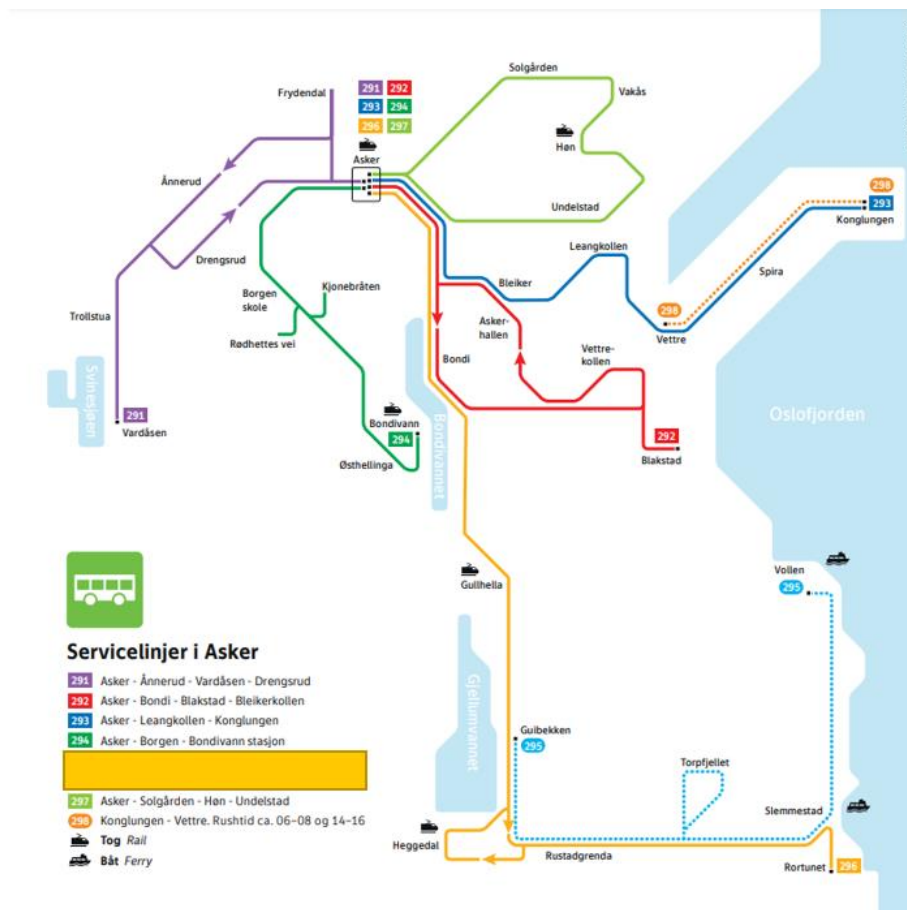 Solgården
291 292
Frydendal
Vakås
293 294
296 297
Høn
Asker
Ånnerud
298
293
Undelstad
Konglungen
Leangkollen
Drengsrud
Spira
Bleiker
Kjonebråten
Borgen
skole
298
Trollstua
Asker-
hallen
Vettre
Rødhettes vei
Bondi
Vettre-
kollen
Svinesjøen
291
Oslofjorden
Bondivann
Vardåsen
294
292
Bondivannet
Blakstad
Østhellinga
Vollen
Gullhella
295
Servicelinjer i Asker
291 Asker - Ånnerud - Vardåsen - Drengsrud
292 Asker - Bondi - Blakstad - Bleikerkollen
293 Asker - Leangkollen - Konglungen
294 Asker - Borgen - Bondivann stasjon
297 Asker - Solgården - Høn - Undelstad
298 Konglungen - Vettre. Rushtid ca. 06–08 og 14–16
Tog Rail
Båt Ferry
Gjellumvannet
Guibekken
295
Torpfjellet
Slemmestad
Heggedal
Rustadgrenda
Rortunet 296